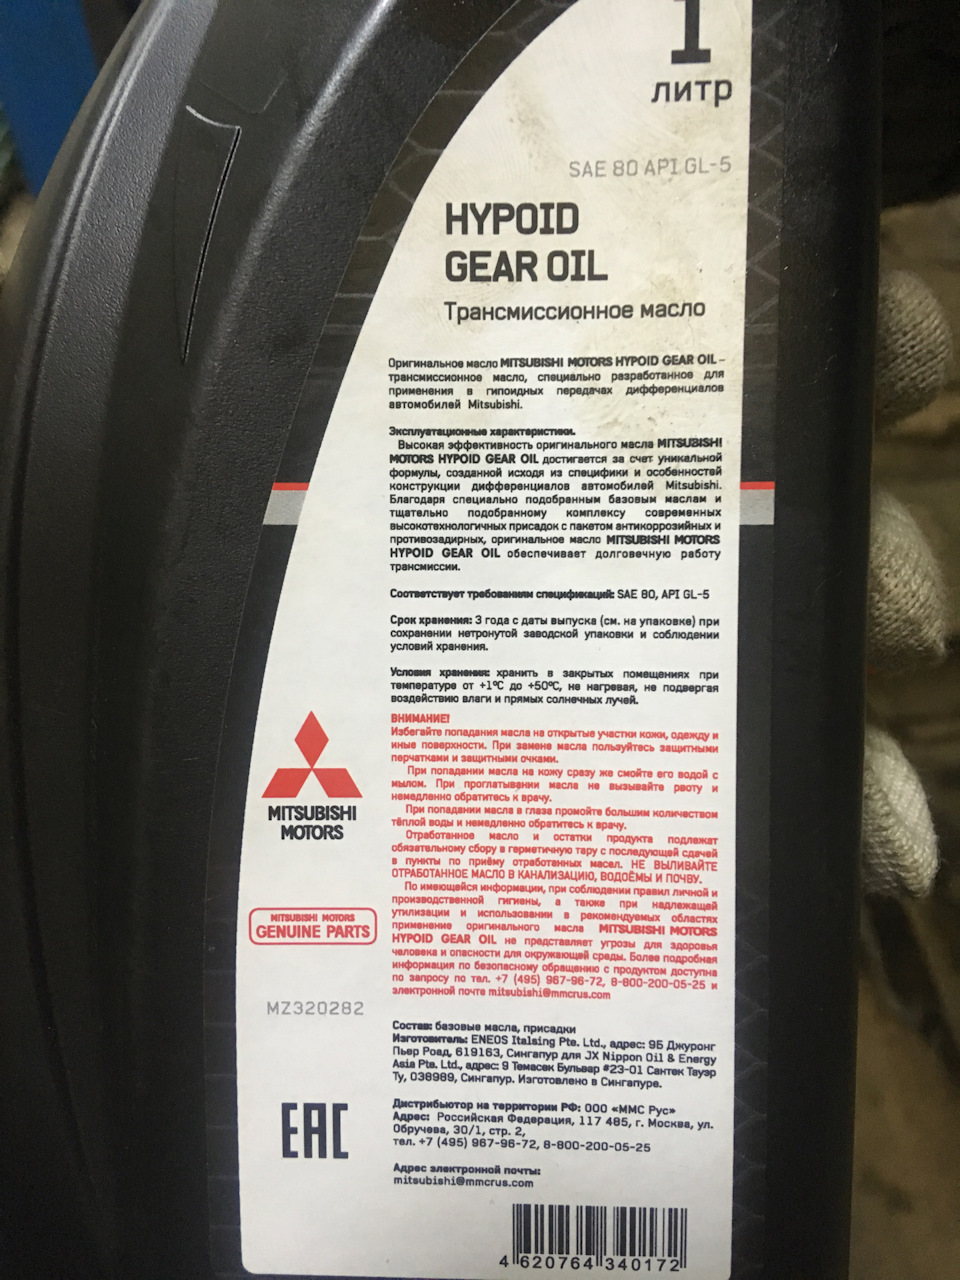 1
литр
SAE 80 API GL-5
HYPOID
GEAR OIL
Трансмиссионное масло
Оригинальное масло MITSUBISHI MOTORS HYPOID GEAR OIL –
трансмиссионное масло, специально разработанное для
применения в гипоидных передачах дифференциалов
автомобилей Mitsubishi.
Эксплуатационные характеристики.
Высокая эффективность оригинального масла MITSUBISHI
MOTORS HYPOID GEAR OIL достигается за счет уникальной
формулы, созданной исходя из специфики и особенностей
конструкции дифференциалов автомобилей Mitsubishi.
Благодаря специально подобранным базовым маслам и
тщательно подобранному комплексу современных
высокотехнологичных присадок с пакетом антикоррозийных и
противозадирных, оригинальное масло MITSUBISHI MOTORS
HYPOID GEAR OIL обеспечивает долговечную работу
трансмиссии.
Соответствует требованиям спецификаций: SAE 80, API GL-5
Срок хранения: 3 года с даты выпуска (см. на упаковке) при
сохранении нетронутой заводской упаковки и соблюдении
условий хранения.
Условия хранения: хранить в закрытых помещениях при
температуре от +1°C до +50°C, не нагревая, не подвергая
воздействию влаги и прямых солнечных лучей.
ВНИМАНИЕ!
Избегайте попадания масла на открытые участки кожи, одежду и
иные поверхности. При замене масла пользуйтесь защитными
перчатками и защитными очками.
При попадании масла на кожу сразу же смойте его водой с
мылом. При проглатывании масла не вызывайте рвоту и
немедленно обратитесь к врачу.
При попадании масла в глаза промойте большим количеством
тёплой воды и немедленно обратитесь к врачу.
Отработанное масло и остатки продукта подлежат
обязательному сбору в герметичную тару с последующей сдачей
в пункты по приёму отработанных масел. НЕ ВЫЛИВАЙТЕ
ОТРАБОТАННОЕ МАСЛО В КАНАЛИЗАЦИЮ, ВОДОЁМЫ И ПОЧВУ.
По имеющейся информации, при соблюдении правил личной и
производственной гигиены, а также при надлежащей
утилизации и использовании в рекомендуемых областях
применение оригинального масла MITSUBISHI MOTORS
HYPOID GEAR OIL не представляет угрозы для здоровья
человека и опасности для окружающей среды. Более подробная
информация по безопасному обращению с продуктом доступна
по запросу по тел. +7 (495) 967-96-72, 8-800-200-05-25 и
электронной почте mitsubishi@mmcrus.com
MITSUBISHI
MOTORS
MITSUBISHI MOTORS
GENUINE PARTS
MZ320282
Состав: базовые масла, присадки
Изготовитель: ENEOS Italsing Pte. Ltd., адрес: 95 Джуронг
Пьер Роад, 619163, Сингапур для JX Nippon Oil & Energy
Asia Pte. Ltd., адрес: 9 Темасек Бульвар #23-01 Сантек Тауэр
Ту, 038989, Сингапур. Изготовлено в Сингапуре.
EAC
Дистрибьютор на территории РФ: ООО «ММС Рус»
Адрес: Российская Федерация, 117 485, г. Москва, ул.
Обручева, 30/1, стр. 2,
тел. +7 (495) 967-96-72, 8-800-200-05-25
Адрес электронной почты:
mitsubishi@mmcrus.com
4 620764 340172